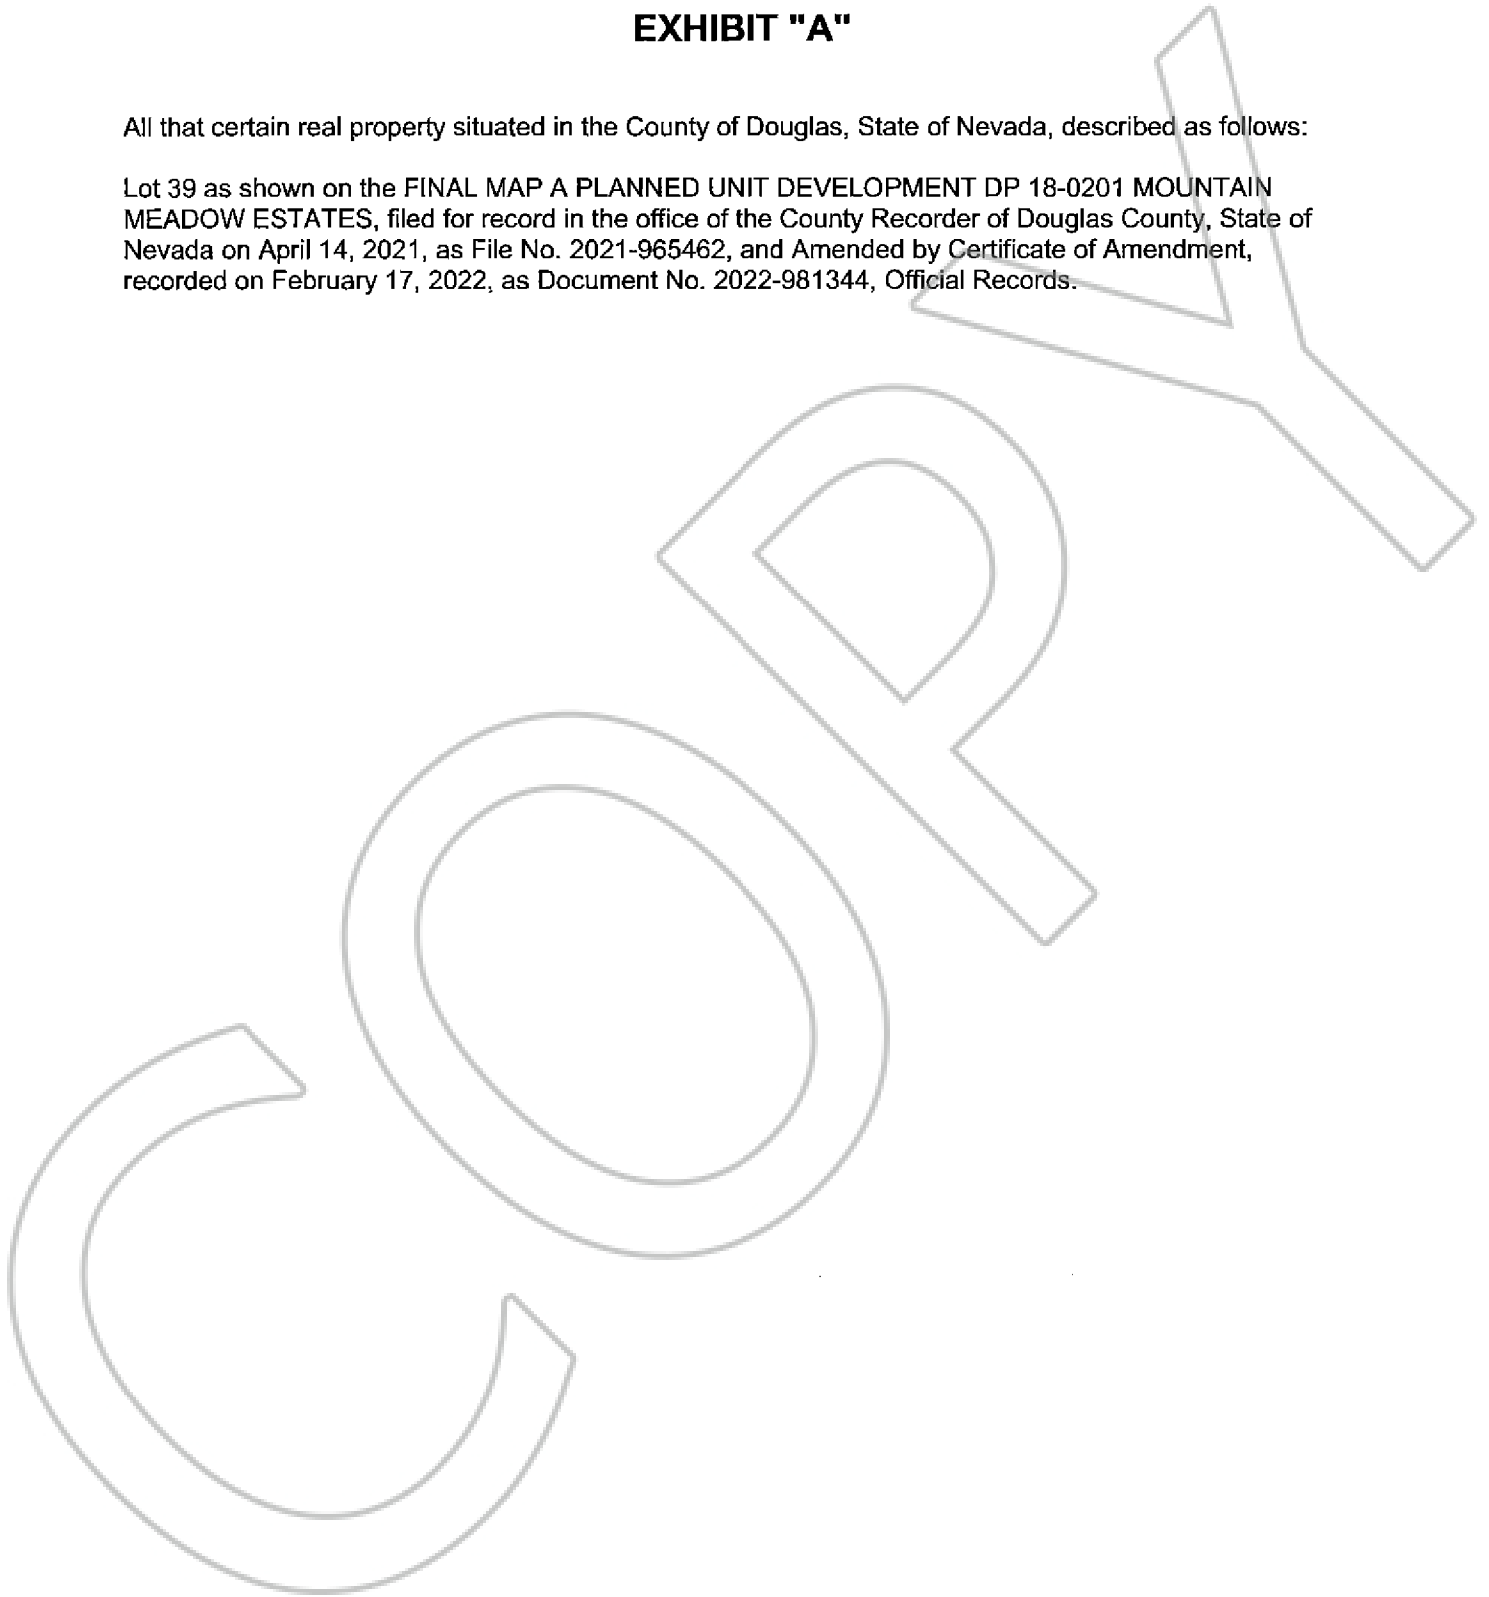 EXHIBIT "A"
All that certain real property situated in the County of Douglas, State of Nevada, described as follows:
Lot 39 as shown on the FINAL MAP A PLANNED UNIT DEVELOPMENT DP 18-0201 MOUNTAIN
MEADOW ESTATES, filed for record in the office of the County Recorder of Douglas County, State of
Nevada on April 14, 2021, as File No. 2021-965462, and Amended by Certificate of Amendment,
recorded on February 17, 2022, as Document No. 2022-981344, Official Records.
COPY